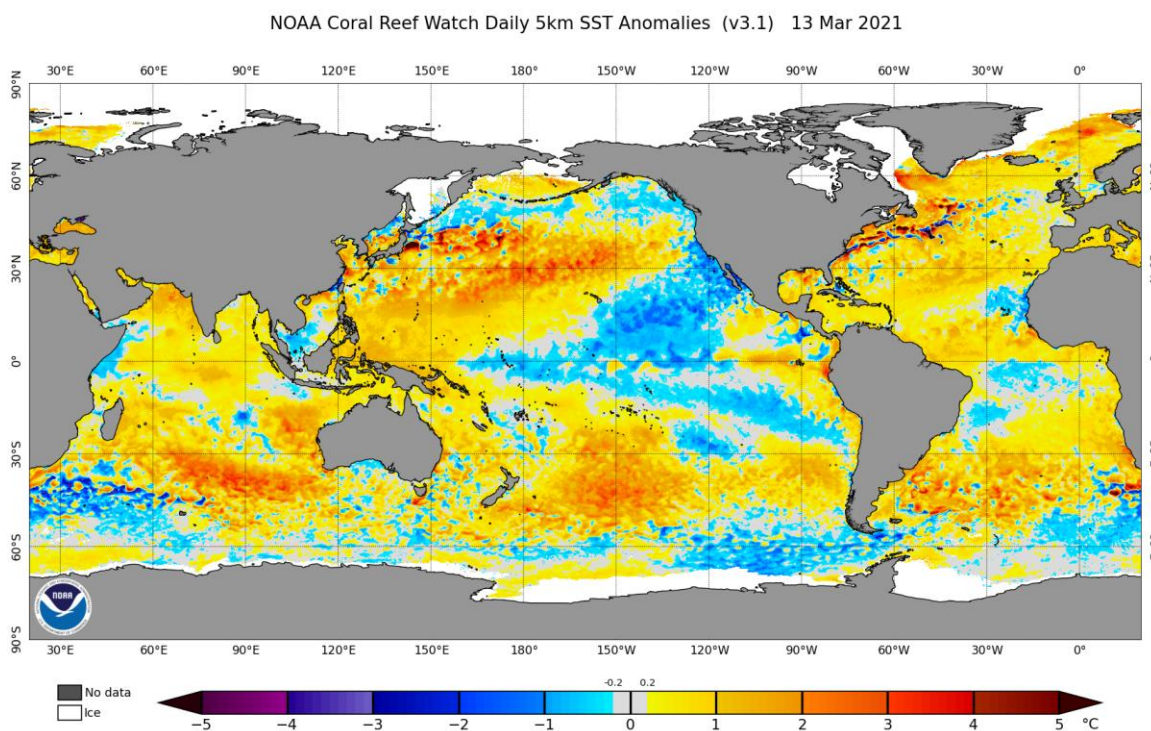 NOAA Coral Reef Watch Daily 5km SST Anomalies (v3.1) 13 Mar 2021
30°E 60°E 90°E 120°E 150°E 180° 150°W 120°W 90°W 60°W 30°W 0°
90°N
60°N
30°N
0°
30°S
60°S
90°S
NOAA
30°E 60°E 90°E 120°E 150°E 180° 150°W 120°W 90°W 60°W 30°W 0°
No data
Ice
-0.2 0.2
−5 −4 −3 −2 −1 0 1 2 3 4 5 °C